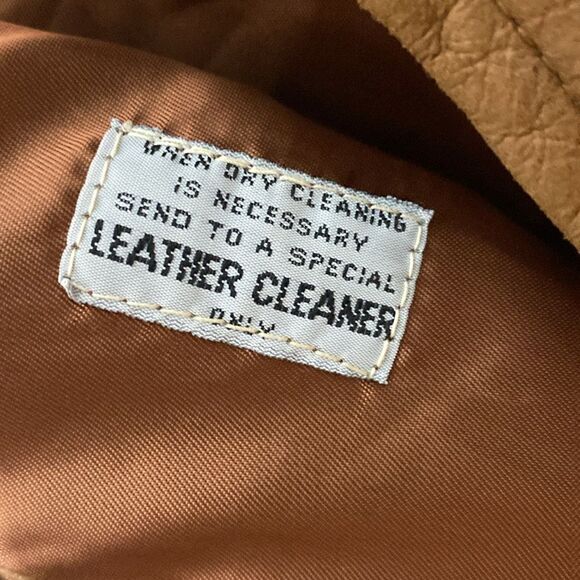 WHEN DRY CLEANING
IS NECESSARY
SEND TO A SPECIAL
LEATHER CLEANER
ONLY